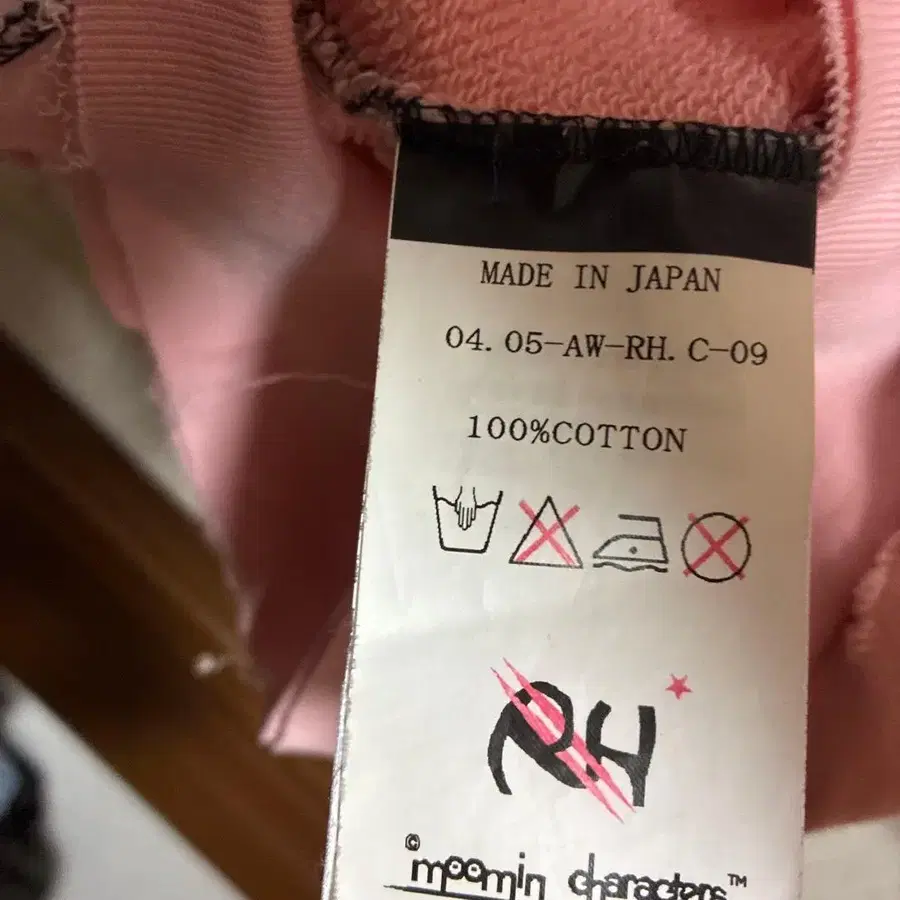 MADE IN JAPAN
04. 05-AW-RH. C-09
100%COTTON
RH
© moomin characters™